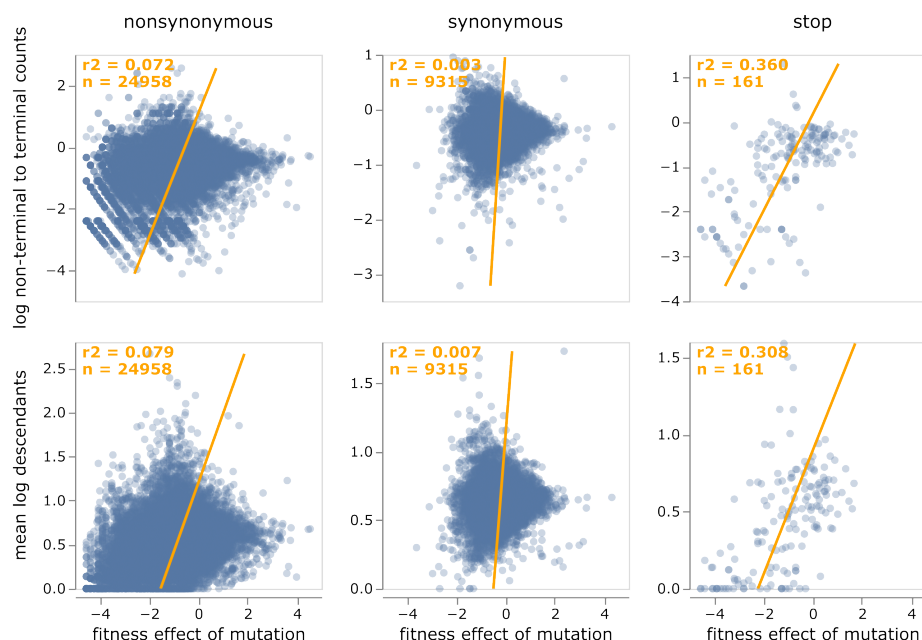 nonsynonymous synonymous stop
log non-terminal to terminal counts
r2 = 0.072
n = 24958
2
0
−2
−4
r2 = 0.003
n = 9315
1
0
−1
−2
−3
r2 = 0.360
n = 161
1
0
−1
−2
−3
−4
mean log descendants
r2 = 0.079
n = 24958
2.5
2.0
1.5
1.0
0.5
0.0
−4 −2 0 2 4
fitness effect of mutation
r2 = 0.007
n = 9315
1.5
1.0
0.5
0.0
−4 −2 0 2 4
fitness effect of mutation
r2 = 0.308
n = 161
1.5
1.0
0.5
0.0
−4 −2 0 2 4
fitness effect of mutation